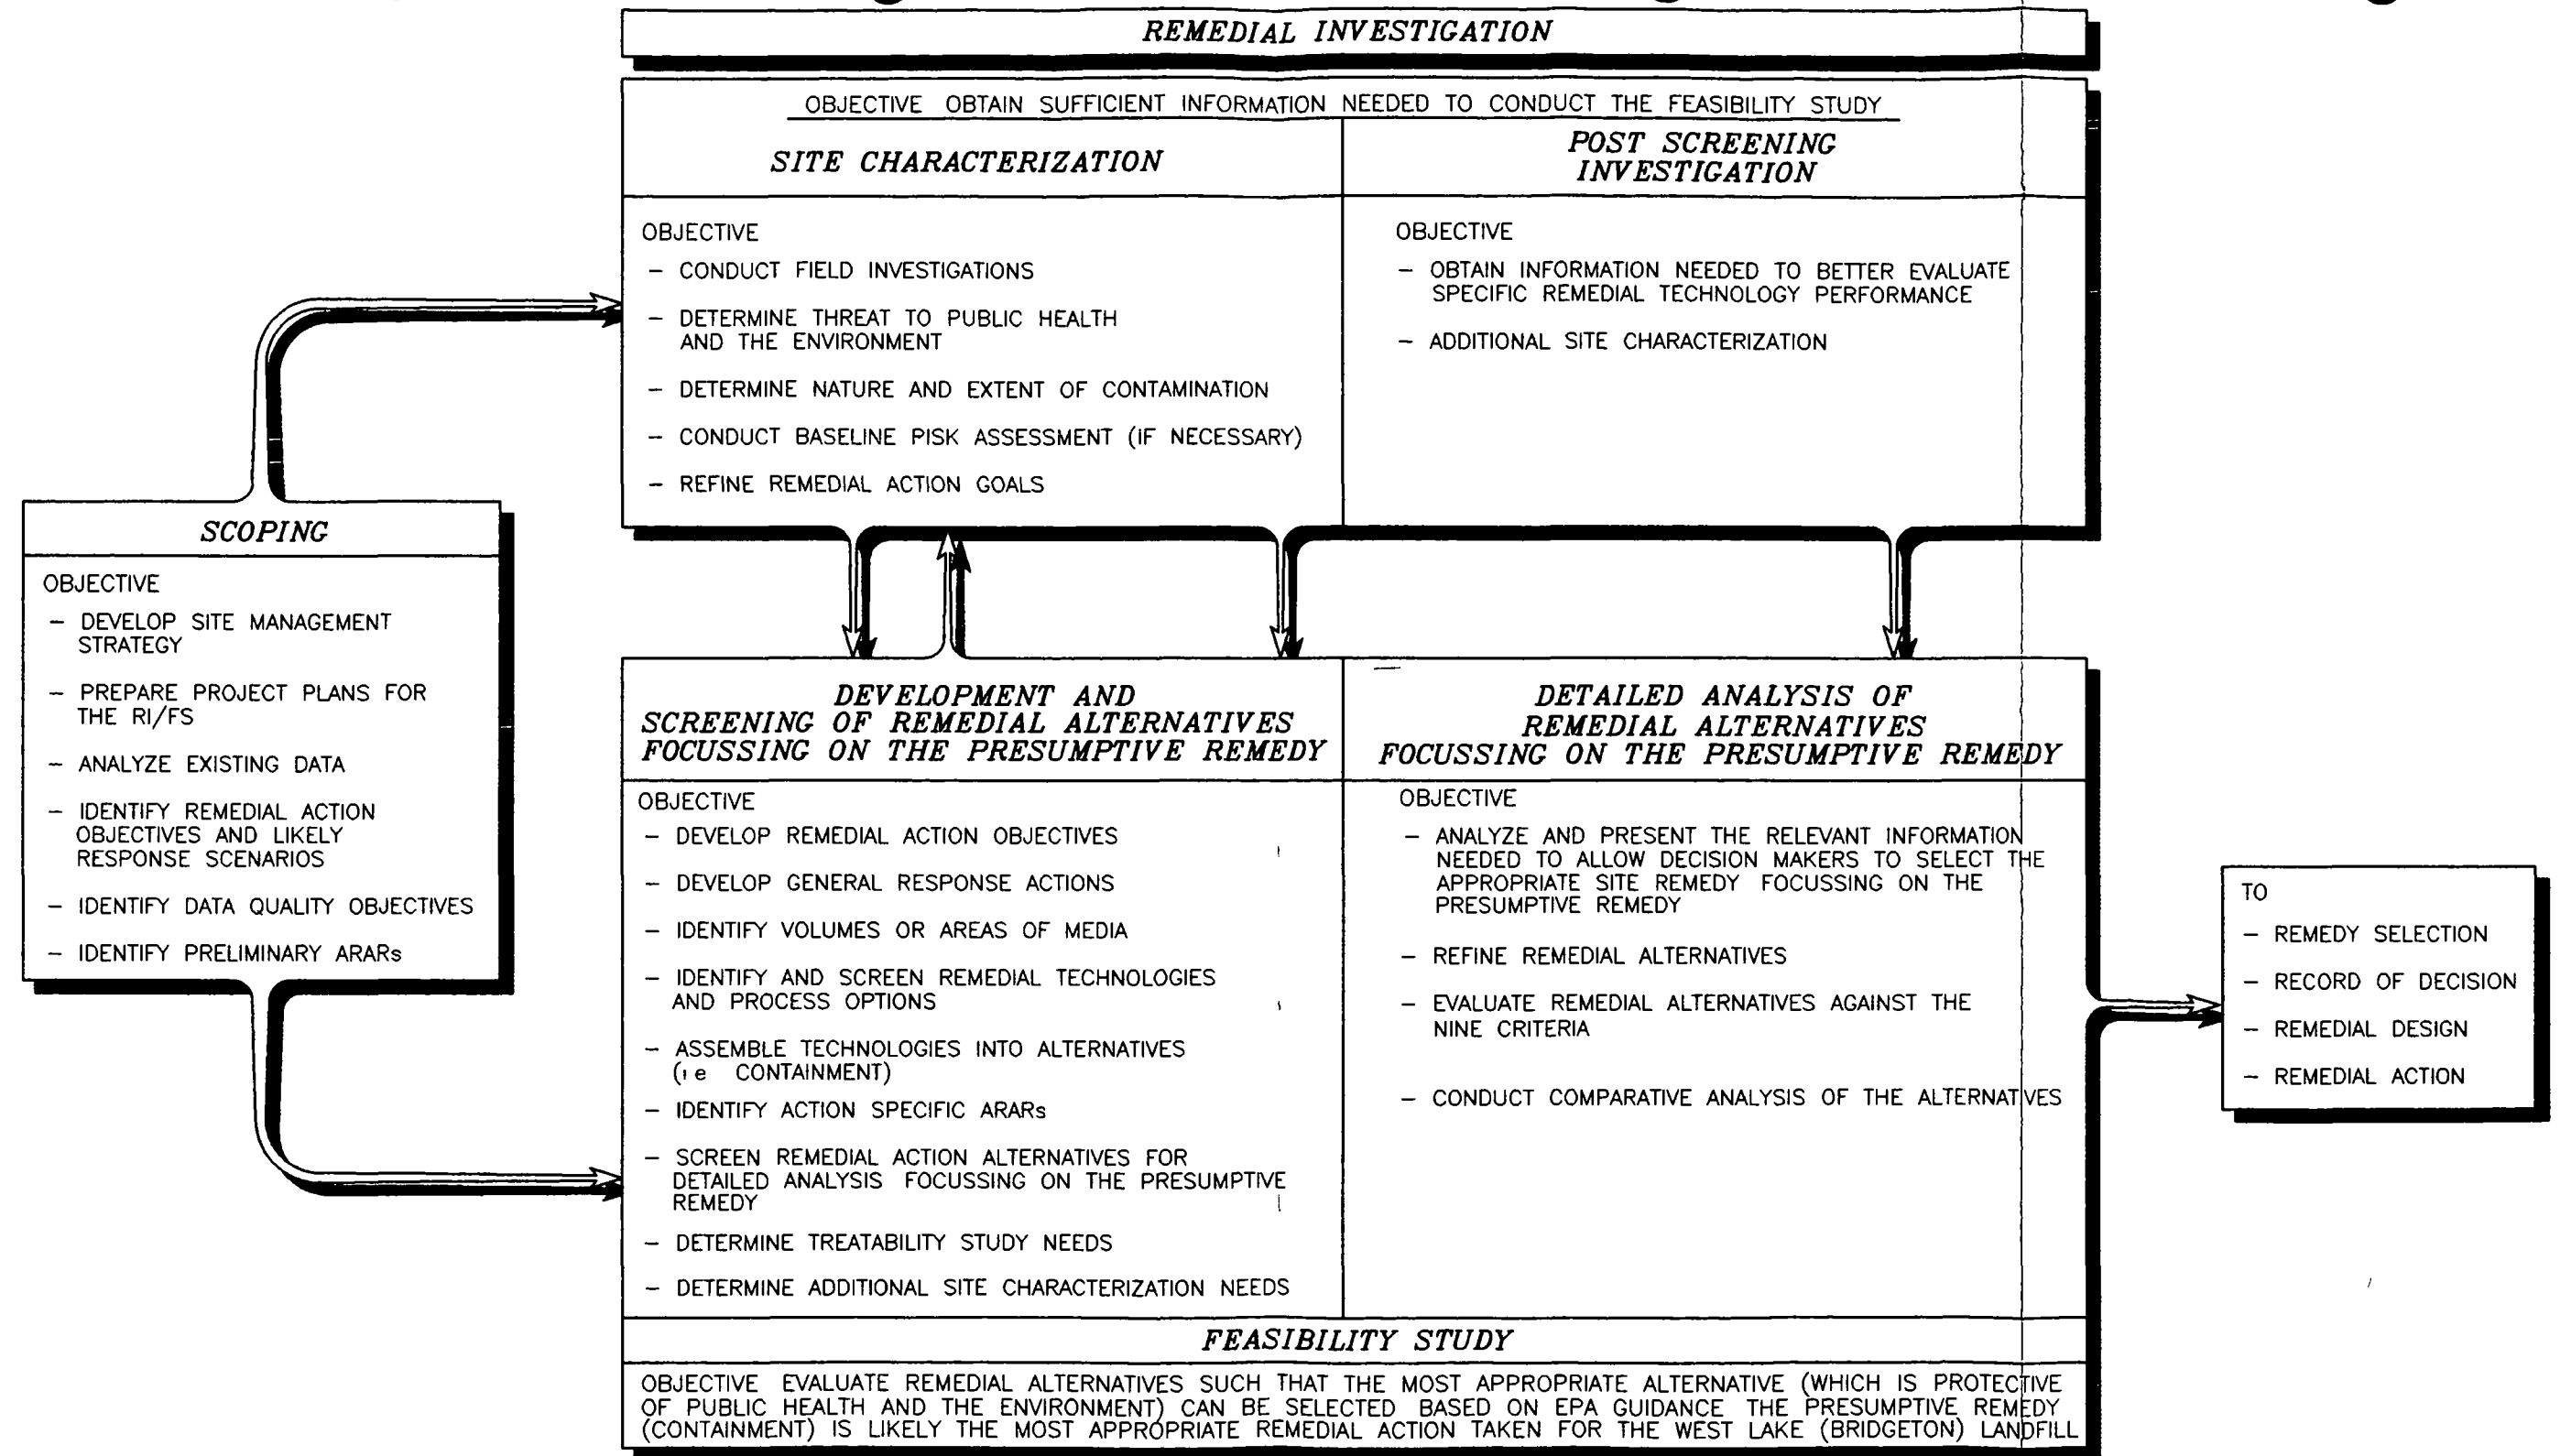 REMEDIAL INVESTIGATION
OBJECTIVE OBTAIN SUFFICIENT INFORMATION NEEDED TO CONDUCT THE FEASIBILITY STUDY
SITE CHARACTERIZATION
OBJECTIVE
– CONDUCT FIELD INVESTIGATIONS
– DETERMINE THREAT TO PUBLIC HEALTH
AND THE ENVIRONMENT
– DETERMINE NATURE AND EXTENT OF CONTAMINATION
– CONDUCT BASELINE PISK ASSESSMENT (IF NECESSARY)
– REFINE REMEDIAL ACTION GOALS
POST SCREENING
INVESTIGATION
OBJECTIVE
– OBTAIN INFORMATION NEEDED TO BETTER EVALUATE
SPECIFIC REMEDIAL TECHNOLOGY PERFORMANCE
– ADDITIONAL SITE CHARACTERIZATION
SCOPING
OBJECTIVE
– DEVELOP SITE MANAGEMENT
STRATEGY
– PREPARE PROJECT PLANS FOR
THE RI/FS
– ANALYZE EXISTING DATA
– IDENTIFY REMEDIAL ACTION
OBJECTIVES AND LIKELY
RESPONSE SCENARIOS
– IDENTIFY DATA QUALITY OBJECTIVES
– IDENTIFY PRELIMINARY ARARs
DEVELOPMENT AND
SCREENING OF REMEDIAL ALTERNATIVES
FOCUSSING ON THE PRESUMPTIVE REMEDY
OBJECTIVE
– DEVELOP REMEDIAL ACTION OBJECTIVES
– DEVELOP GENERAL RESPONSE ACTIONS
– IDENTIFY VOLUMES OR AREAS OF MEDIA
– IDENTIFY AND SCREEN REMEDIAL TECHNOLOGIES
AND PROCESS OPTIONS
– ASSEMBLE TECHNOLOGIES INTO ALTERNATIVES
(i e CONTAINMENT)
– IDENTIFY ACTION SPECIFIC ARARs
– SCREEN REMEDIAL ACTION ALTERNATIVES FOR
DETAILED ANALYSIS FOCUSSING ON THE PRESUMPTIVE
REMEDY
– DETERMINE TREATABILITY STUDY NEEDS
– DETERMINE ADDITIONAL SITE CHARACTERIZATION NEEDS
DETAILED ANALYSIS OF
REMEDIAL ALTERNATIVES
FOCUSSING ON THE PRESUMPTIVE REMEDY
OBJECTIVE
– ANALYZE AND PRESENT THE RELEVANT INFORMATION
NEEDED TO ALLOW DECISION MAKERS TO SELECT THE
APPROPRIATE SITE REMEDY FOCUSSING ON THE
PRESUMPTIVE REMEDY
– REFINE REMEDIAL ALTERNATIVES
– EVALUATE REMEDIAL ALTERNATIVES AGAINST THE
NINE CRITERIA
– CONDUCT COMPARATIVE ANALYSIS OF THE ALTERNATIVES
FEASIBILITY STUDY
OBJECTIVE EVALUATE REMEDIAL ALTERNATIVES SUCH THAT THE MOST APPROPRIATE ALTERNATIVE (WHICH IS PROTECTIVE
OF PUBLIC HEALTH AND THE ENVIRONMENT) CAN BE SELECTED BASED ON EPA GUIDANCE THE PRESUMPTIVE REMEDY
(CONTAINMENT) IS LIKELY THE MOST APPROPRIATE REMEDIAL ACTION TAKEN FOR THE WEST LAKE (BRIDGETON) LANDFILL
TO
– REMEDY SELECTION
– RECORD OF DECISION
– REMEDIAL DESIGN
– REMEDIAL ACTION